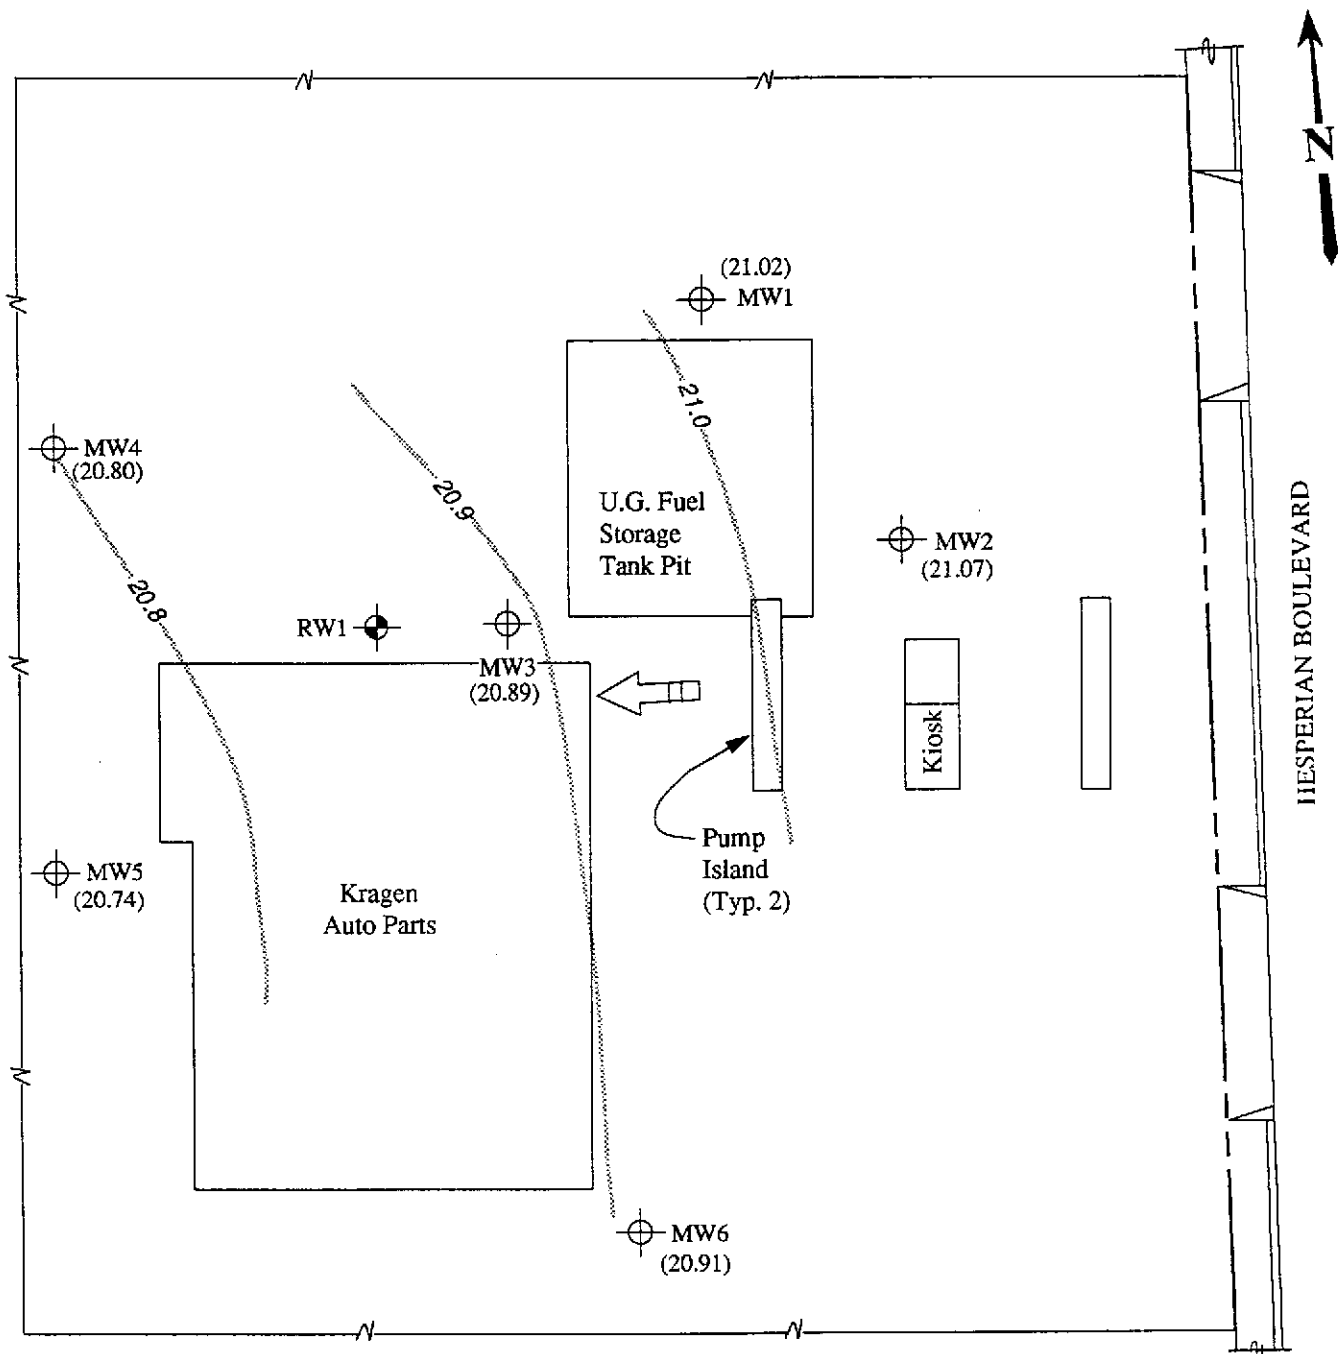 N
(21.02)
MW1
21.0
MW4
(20.80)
20.9
U.G. Fuel
Storage
Tank Pit
MW2
(21.07)
HESPERIAN BOULEVARD
20.8
RW1
MW3
(20.89)
Kiosk
Pump
Island
(Typ. 2)
MW5
(20.74)
Kragen
Auto Parts
MW6
(20.91)